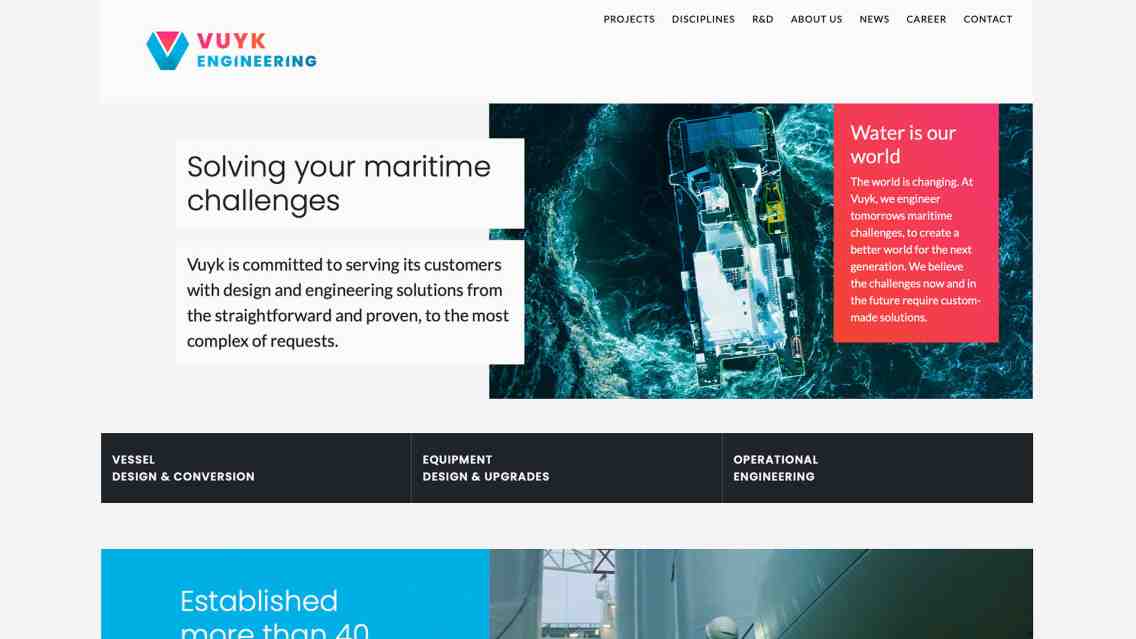 PROJECTS DISCIPLINES R&D ABOUT US NEWS CAREER CONTACT
VUYK
ENGINEERING
Solving your maritime
challenges
Vuyk is committed to serving its customers
with design and engineering solutions from
the straightforward and proven, to the most
complex of requests.
Water is our
world
The world is changing. At
Vuyk, we engineer
tomorrows maritime
challenges, to create a
better world for the next
generation. We believe
the challenges now and in
the future require custom-
made solutions.
VESSEL
DESIGN & CONVERSION
EQUIPMENT
DESIGN & UPGRADES
OPERATIONAL
ENGINEERING
Established
more than 40